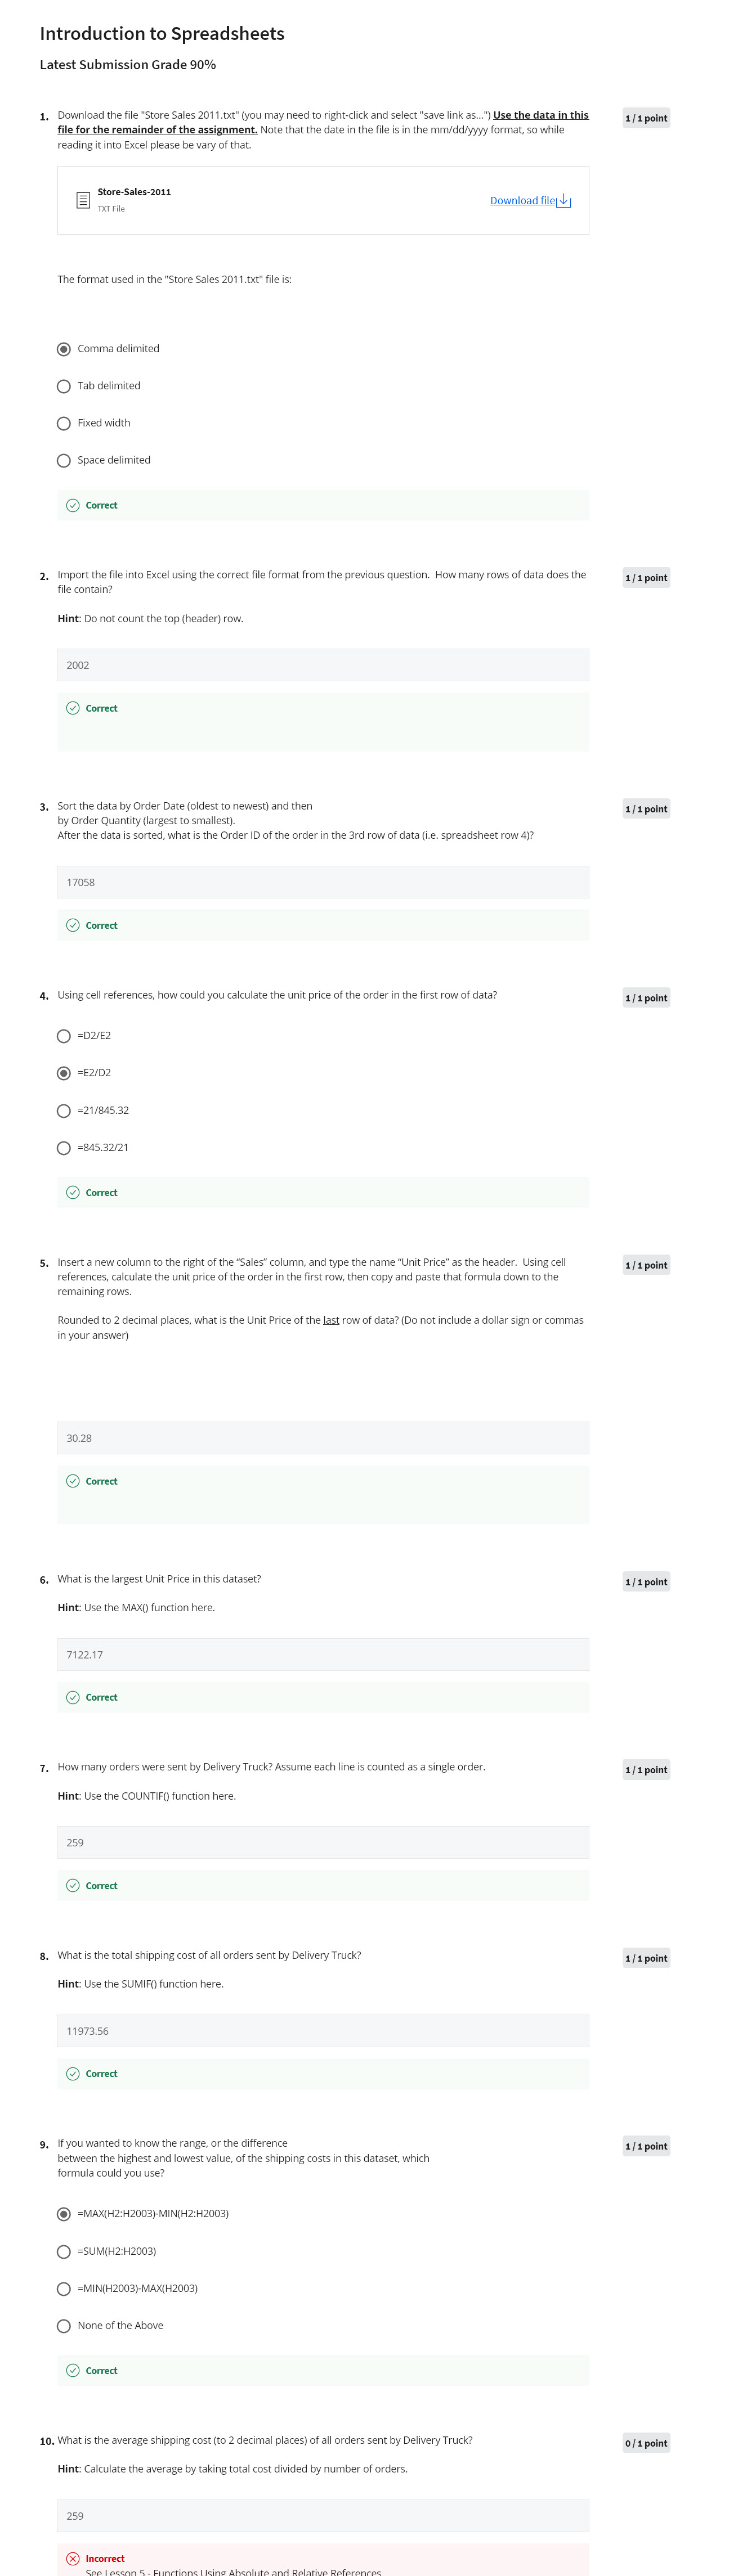 Introduction to Spreadsheets
Latest Submission Grade 90%
1. Download the file "Store Sales 2011.txt" (you may need to right-click and select "save link as...") Use the data in this
1 / 1 point
file for the remainder of the assignment. Note that the date in the file is in the mm/dd/yyyy format, so while
reading it into Excel please be vary of that.
Store-Sales-2011
TXT File
Download file
The format used in the "Store Sales 2011.txt" file is:
Comma delimited
Tab delimited
Fixed width
Space delimited
Correct
2. Import the file into Excel using the correct file format from the previous question. How many rows of data does the
1 / 1 point
file contain?
Hint: Do not count the top (header) row.
2002
Correct
3. Sort the data by Order Date (oldest to newest) and then
1 / 1 point
by Order Quantity (largest to smallest).
After the data is sorted, what is the Order ID of the order in the 3rd row of data (i.e. spreadsheet row 4)?
17058
Correct
4. Using cell references, how could you calculate the unit price of the order in the first row of data?
1 / 1 point
=D2/E2
=E2/D2
=21/845.32
=845.32/21
Correct
5. Insert a new column to the right of the “Sales” column, and type the name “Unit Price” as the header. Using cell
1 / 1 point
references, calculate the unit price of the order in the first row, then copy and paste that formula down to the
remaining rows.
Rounded to 2 decimal places, what is the Unit Price of the last row of data? (Do not include a dollar sign or commas
in your answer)
30.28
Correct
6. What is the largest Unit Price in this dataset?
1 / 1 point
Hint: Use the MAX() function here.
7122.17
Correct
7. How many orders were sent by Delivery Truck? Assume each line is counted as a single order.
1 / 1 point
Hint: Use the COUNTIF() function here.
259
Correct
8. What is the total shipping cost of all orders sent by Delivery Truck?
1 / 1 point
Hint: Use the SUMIF() function here.
11973.56
Correct
9. If you wanted to know the range, or the difference
1 / 1 point
between the highest and lowest value, of the shipping costs in this dataset, which
formula could you use?
=MAX(H2:H2003)-MIN(H2:H2003)
=SUM(H2:H2003)
=MIN(H2003)-MAX(H2003)
None of the Above
Correct
10. What is the average shipping cost (to 2 decimal places) of all orders sent by Delivery Truck?
0 / 1 point
Hint: Calculate the average by taking total cost divided by number of orders.
259
Incorrect
See Lesson 5 - Functions Using Absolute and Relative References